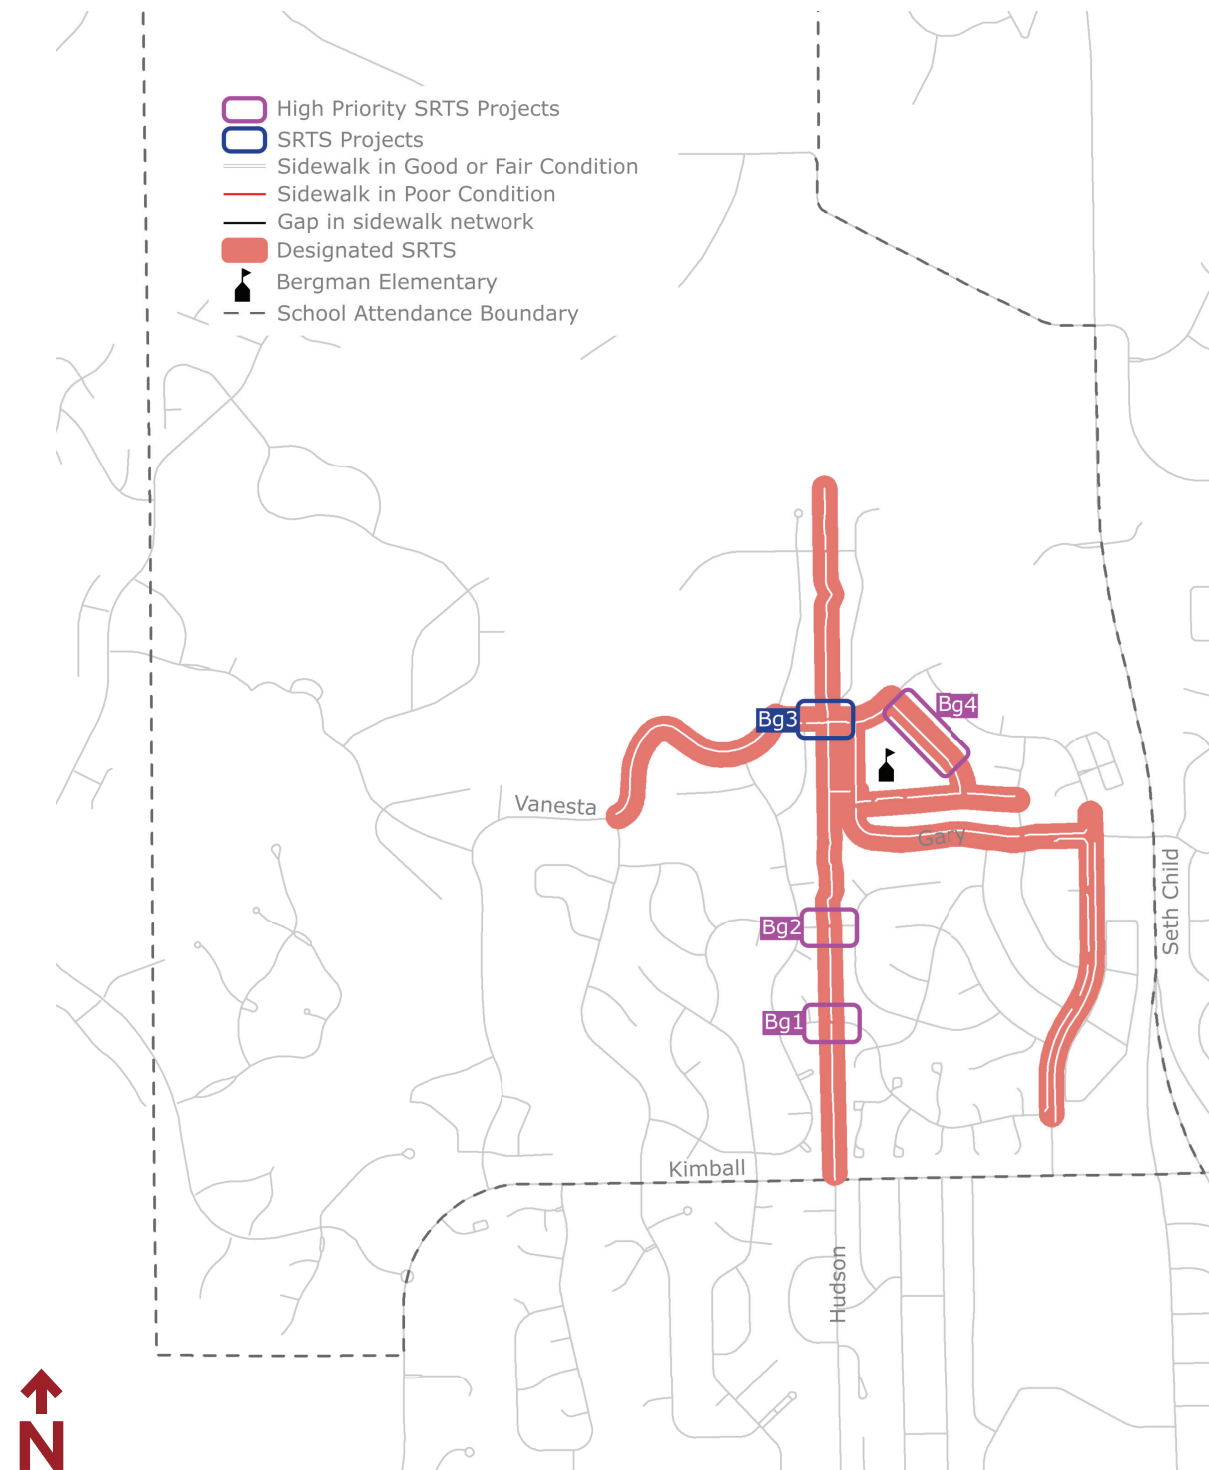 High Priority SRTS Projects
SRTS Projects
Sidewalk in Good or Fair Condition
Sidewalk in Poor Condition
Gap in sidewalk network
Designated SRTS
Bergman Elementary
School Attendance Boundary
Bg4
Bg3
Vanesta
Gary
Seth Child
Bg2
Bg1
Kimball
Hudson
N